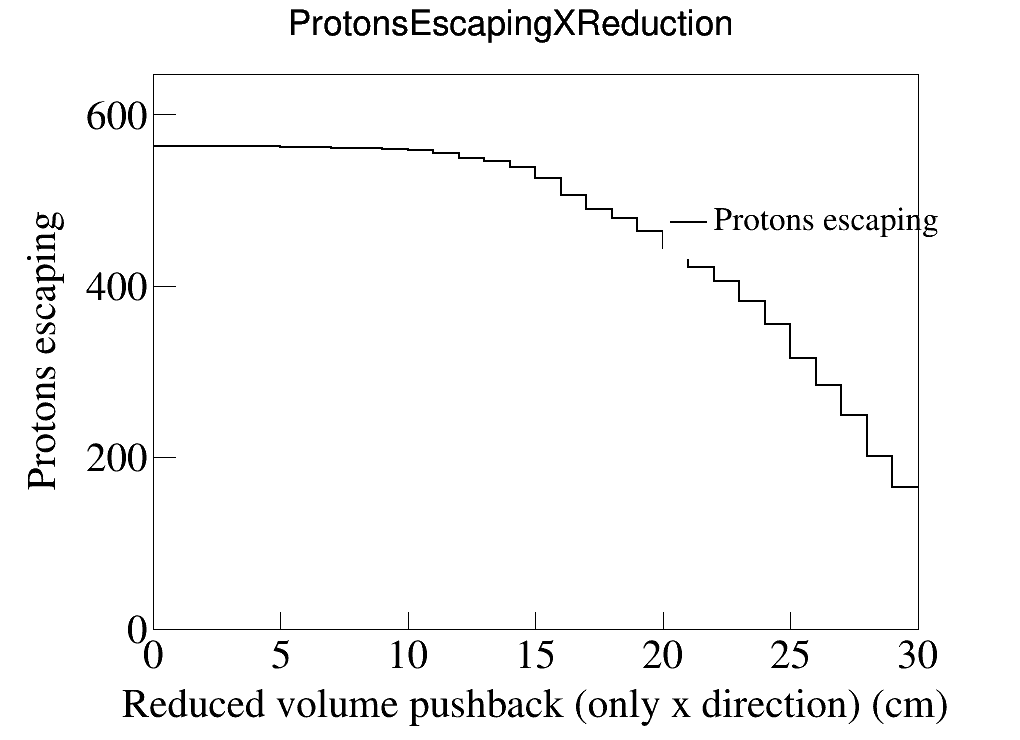 ProtonsEscapingXReduction
Protons escaping
600
400
200
0
Protons escaping
0 5 10 15 20 25 30
Reduced volume pushback (only x direction) (cm)